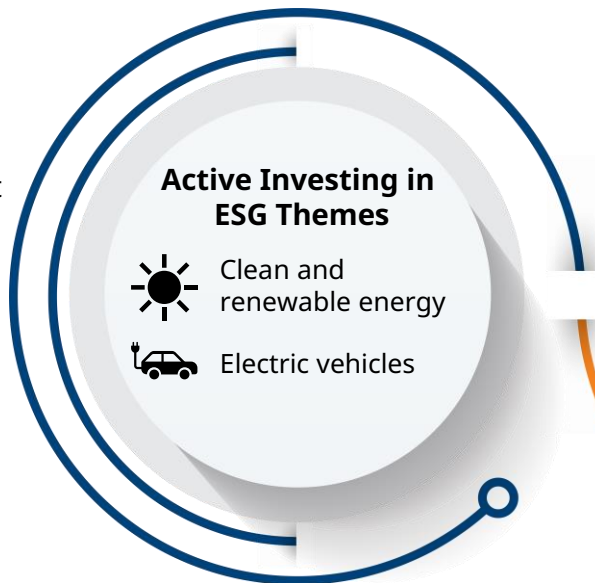 Active Investing in
ESG Themes
Clean and
renewable energy
Electric vehicles